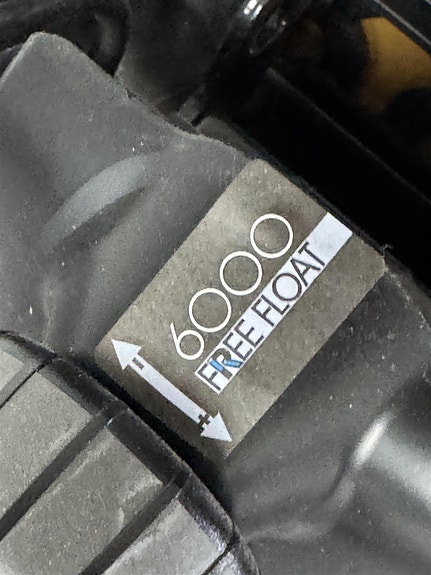 6000
FREE FLOAT
- +